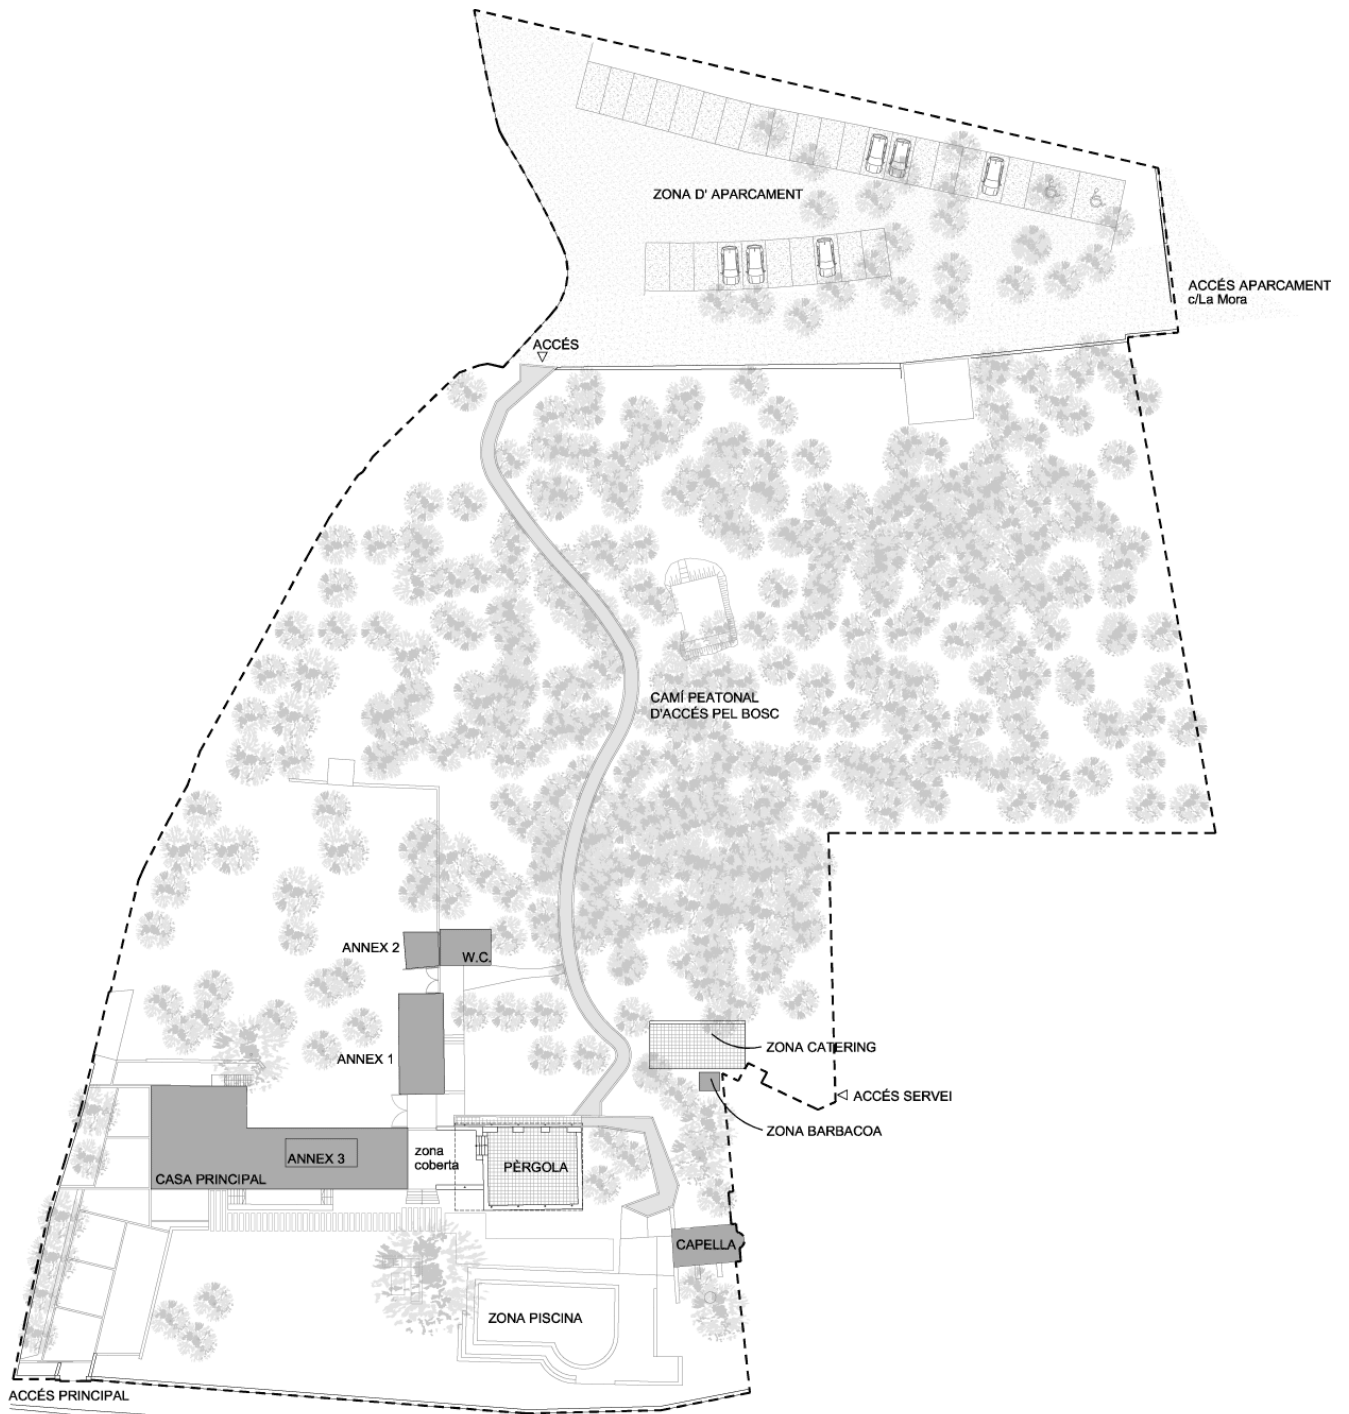 ZONA D' APARCAMENT
ACCÉS APARCAMENT
c/La Mora
ACCÉS
CAMÍ PEATONAL
D'ACCÉS PEL BOSC
ANNEX 2
W.C.
ANNEX 1
ZONA CATERING
ACCÉS SERVEI
ZONA BARBACOA
ANNEX 3
CASA PRINCIPAL
zona
coberta
PÈRGOLA
CAPELLA
ZONA PISCINA
ACCÉS PRINCIPAL